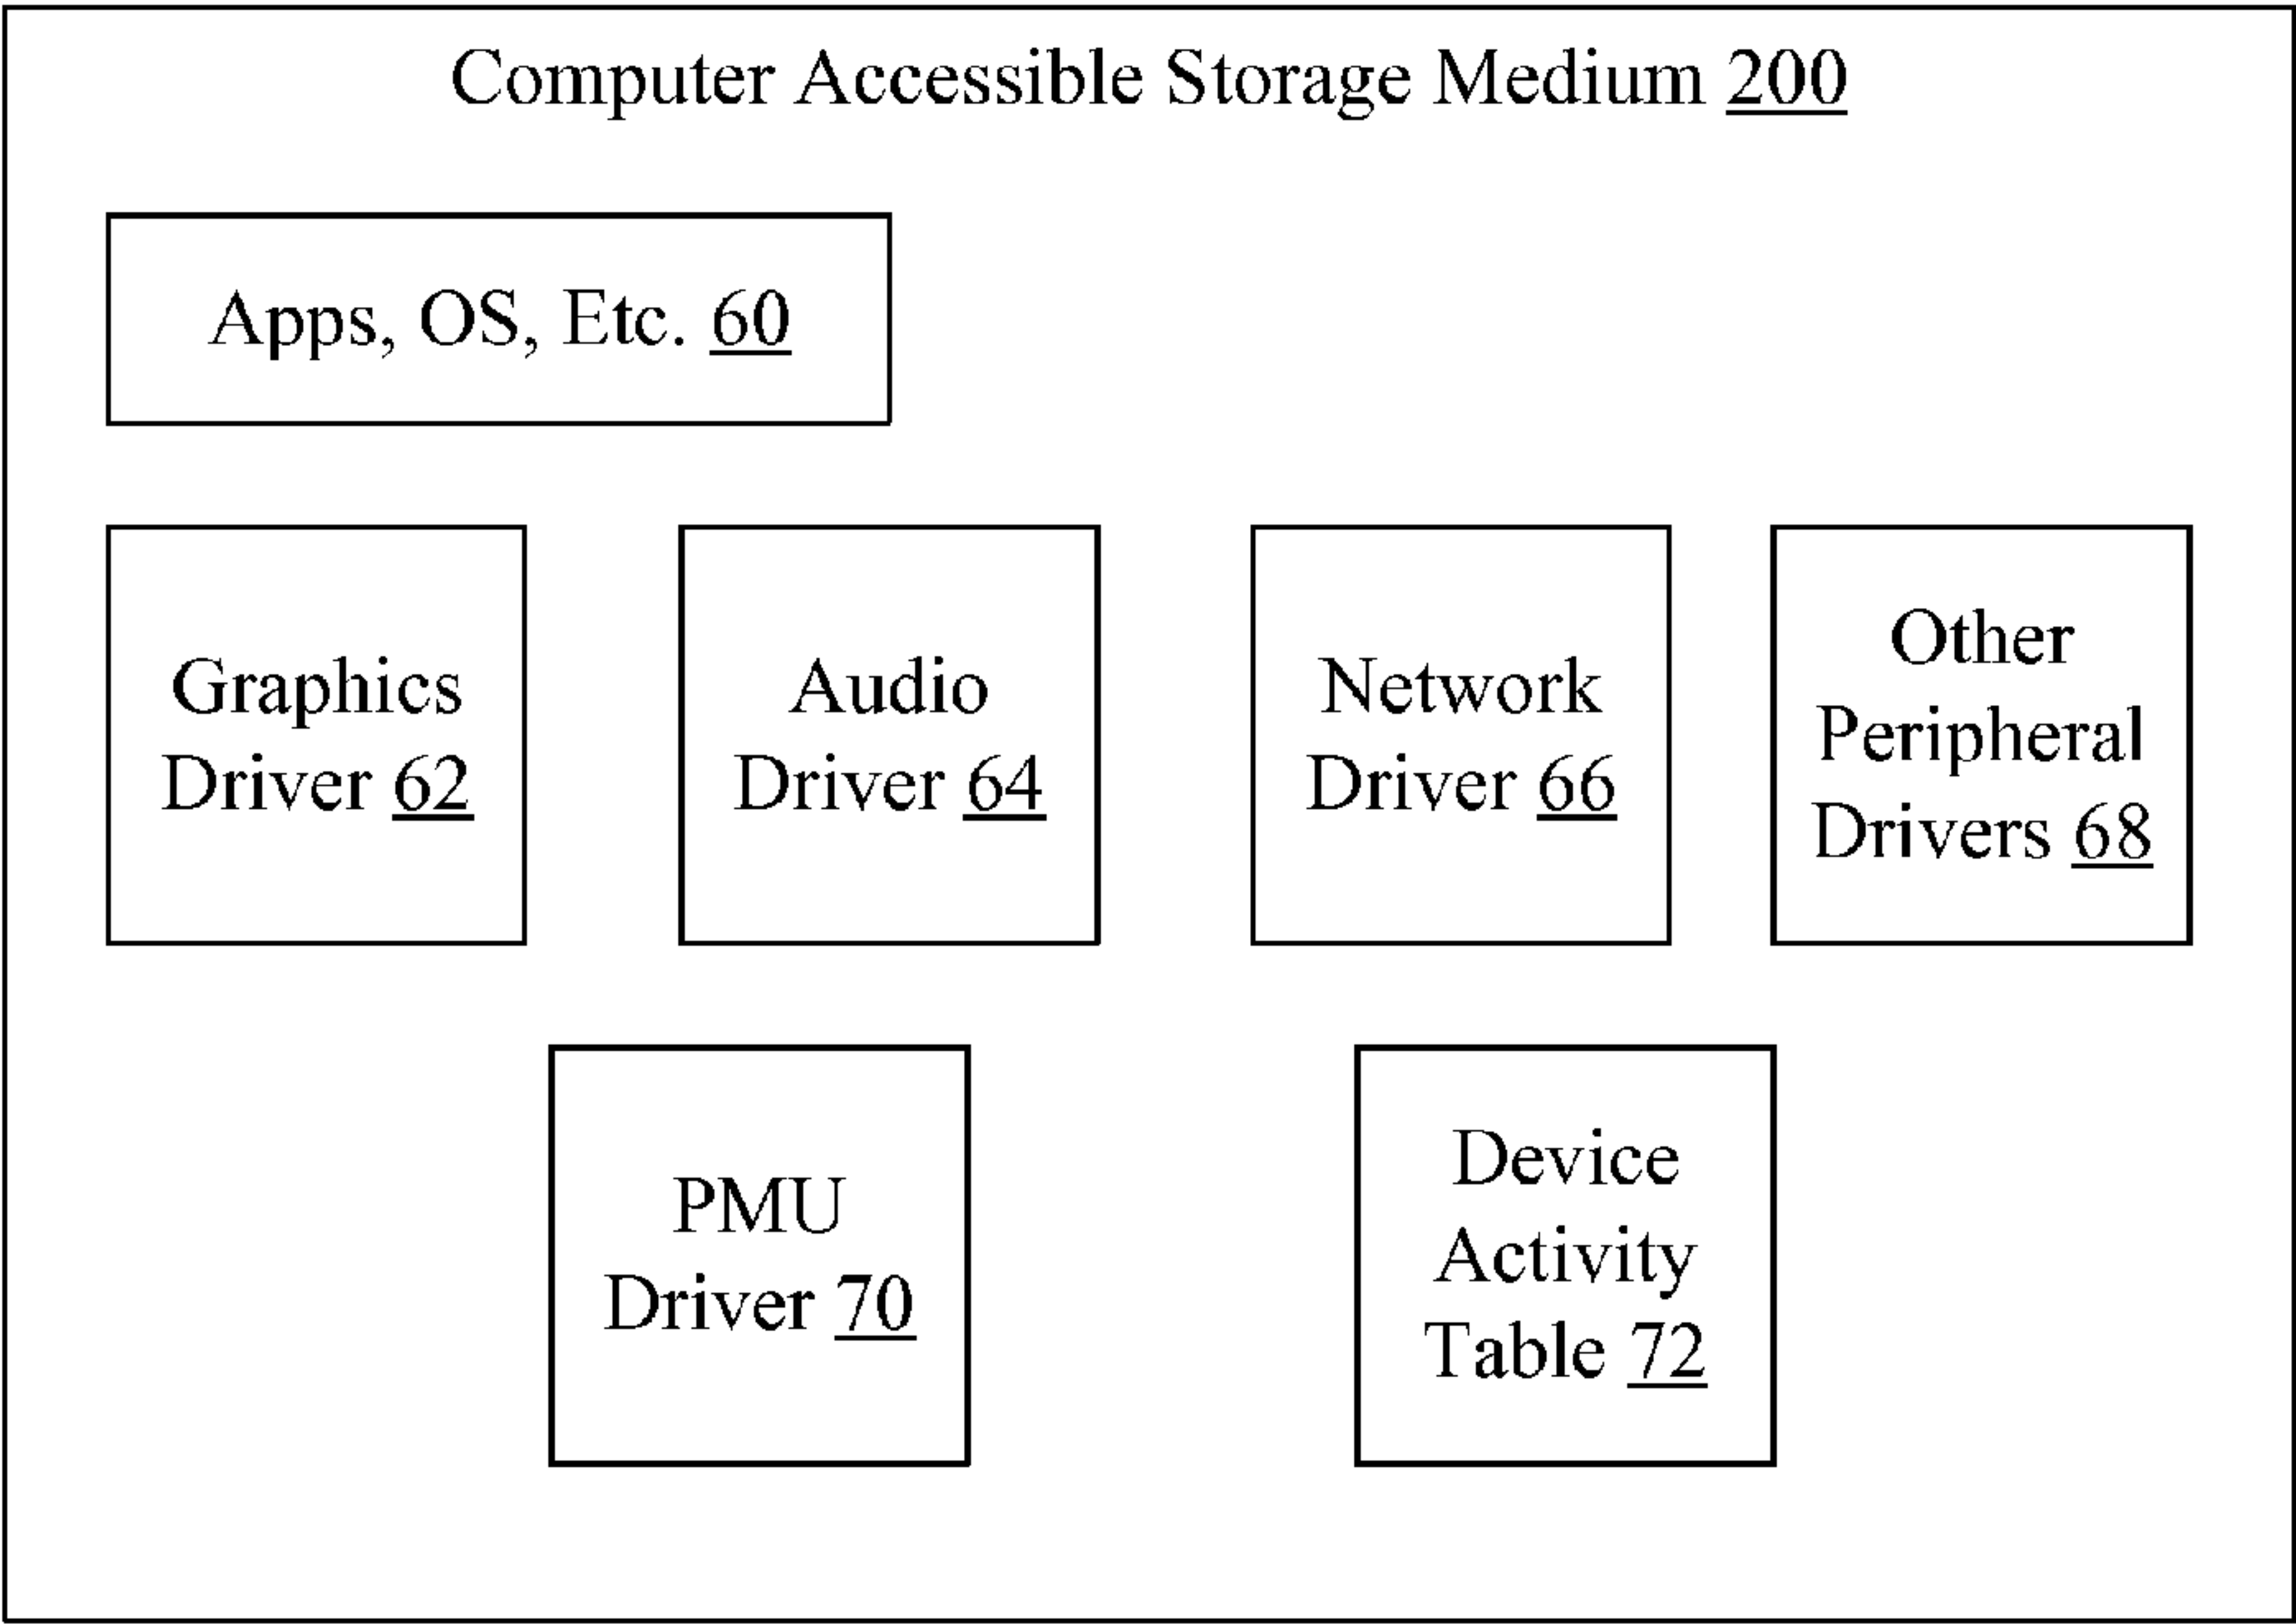 Computer Accessible Storage Medium 200
Apps, OS, Etc. 60
Graphics
Driver 62
Audio
Driver 64
Network
Driver 66
Other
Peripheral
Drivers 68
PMU
Driver 70
Device
Activity
Table 72